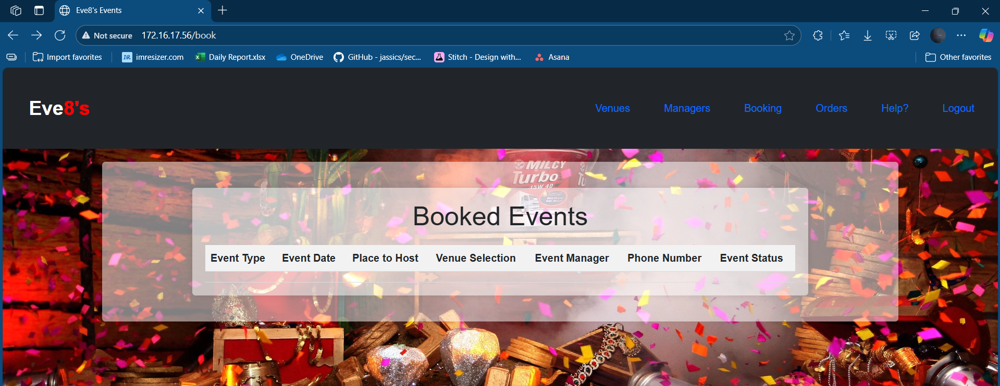 Eve8's Events
Not secure 172.16.17.56/book
Import favorites imresizer.com Daily Report.xlsx OneDrive GitHub - jassics/sec... Stitch - Design with... Asana Other favorites
Eve8's Venues Managers Booking Orders Help? Logout
MILCY
Turbo
15W 40
Booked Events
Event Type Event Date Place to Host Venue Selection Event Manager Phone Number Event Status